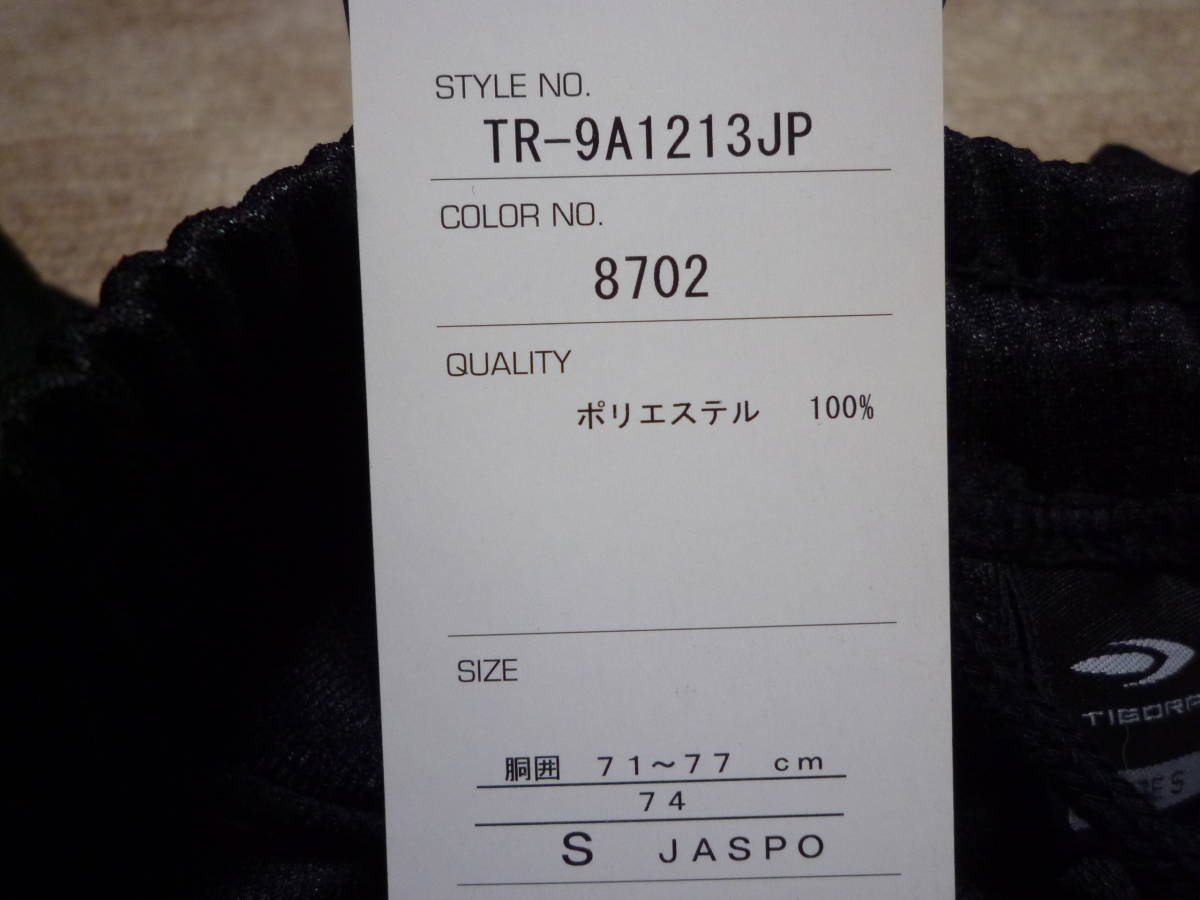 STYLE NO.
TR-9A1213JP
COLOR NO.
8702
QUALITY
ポリエステル 100%
SIZE
胴囲 71~77 cm
74
S JASPO
TIGORA
S